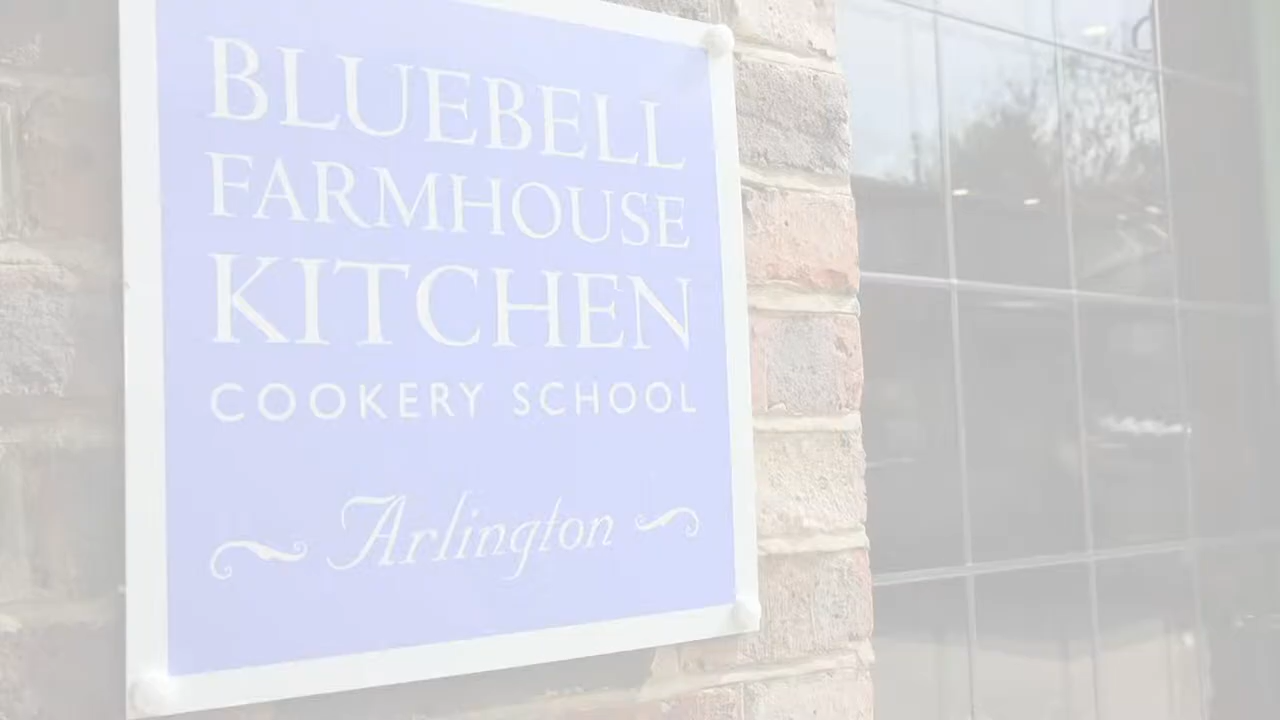 BLUEBELL
FARMHOUSE
KITCHEN
COOKERY SCHOOL
Arlington